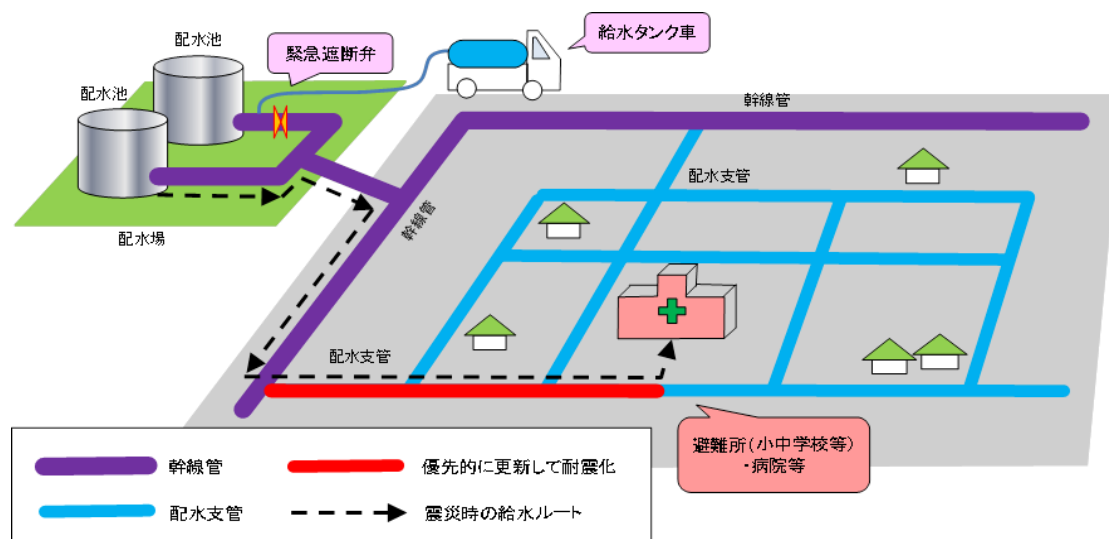 配水池
緊急遮断弁
給水タンク車
配水池
幹線管
配水支管
幹線管
配水場
配水支管
避難所(小中学校等)
・病院等
幹線管
優先的に更新して耐震化
配水支管
震災時の給水ルート